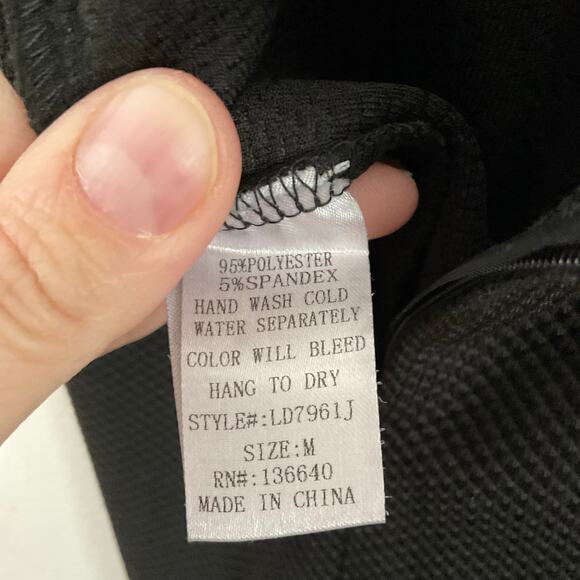 95%POLYESTER
5%SPANDEX
HAND WASH COLD
WATER SEPARATELY
COLOR WILL BLEED
HANG TO DRY
STYLE#:LD7961J
SIZE:M
RN#:136640
MADE IN CHINA